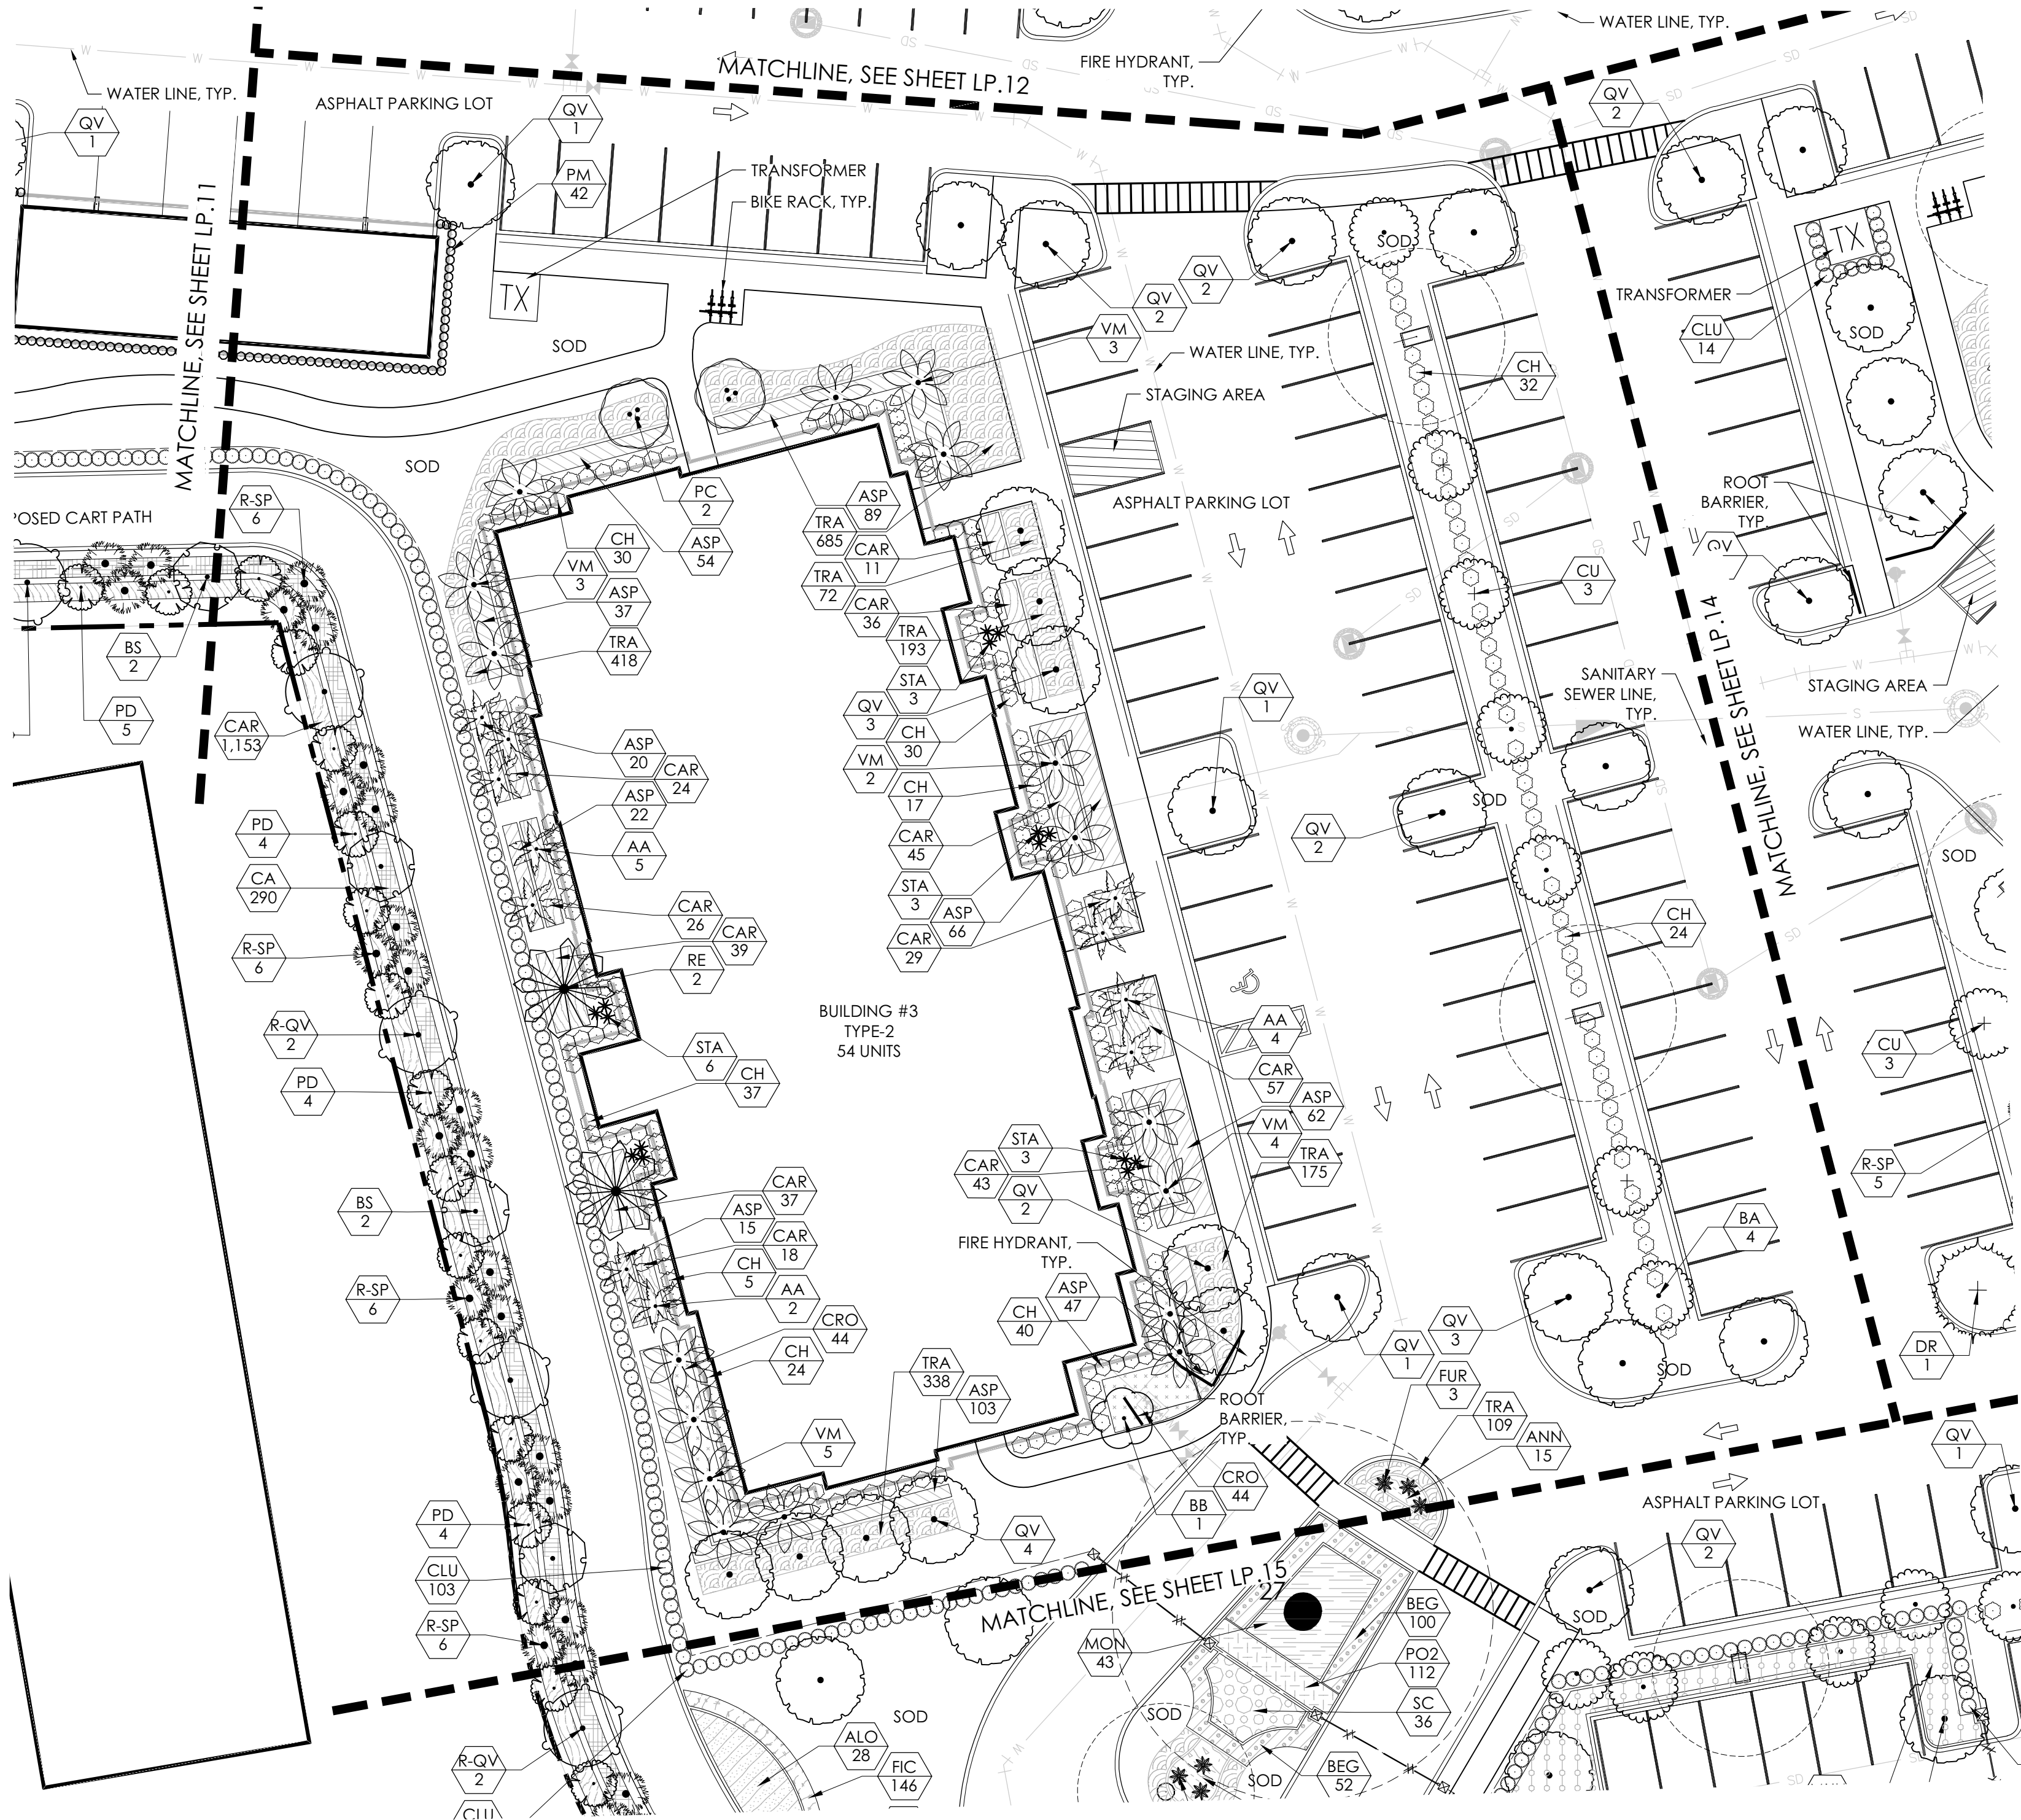 WATER LINE, TYP.
FIRE HYDRANT,
TYP.
MATCHLINE, SEE SHEET LP.12
WATER LINE, TYP.
ASPHALT PARKING LOT
QV
1
QV
1
QV
2
PM
42
TRANSFORMER
BIKE RACK, TYP.
MATCHLINE, SEE SHEET LP.11
TX
SOD
QV
2
QV
2
VM
3
SOD
TX
TRANSFORMER
CLU
14
SOD
WATER LINE, TYP.
STAGING AREA
CH
32
SOD
R-SP
6
POSED CART PATH
PC
2
ASP
54
CH
30
VM
3
ASP
37
TRA
418
ASP
89
TRA
685
CAR
11
TRA
72
CAR
36
TRA
193
STA
3
QV
3
CH
30
VM
2
CH
17
CAR
45
STA
3
ASP
66
CAR
29
ASPHALT PARKING LOT
ROOT
BARRIER,
TYP.
QV
CU
3
BS
2
PD
5
CAR
1,153
SANITARY
SEWER LINE,
TYP.
MATCHLINE, SEE SHEET LP.14
STAGING AREA
WATER LINE, TYP.
QV
1
ASP
20
CAR
24
ASP
22
AA
5
PD
4
CA
290
QV
2
SOD
SOD
CAR
26
CAR
39
RE
2
R-SP
6
CH
24
BUILDING #3
TYPE-2
54 UNITS
R-QV
2
PD
4
STA
6
CH
37
AA
4
CAR
57
ASP
62
VM
4
TRA
175
CU
3
STA
3
CAR
43
QV
2
R-SP
5
BS
2
CAR
37
ASP
15
CAR
18
CH
5
AA
2
CRO
44
CH
24
FIRE HYDRANT,
TYP.
ASP
47
CH
40
BA
4
R-SP
6
QV
3
QV
1
DR
1
TRA
338
ASP
103
FUR
3
TRA
109
ANN
15
SOD
ROOT
BARRIER,
TYP.
VM
5
CRO
44
BB
1
QV
1
PD
4
QV
4
ASPHALT PARKING LOT
QV
2
CLU
103
R-SP
6
MATCHLINE, SEE SHEET LP.15
27
BEG
100
MON
43
PO2
112
SC
36
SOD
SOD
SOD
ALO
28
FIC
146
BEG
52
SOD
R-QV
2
CLU